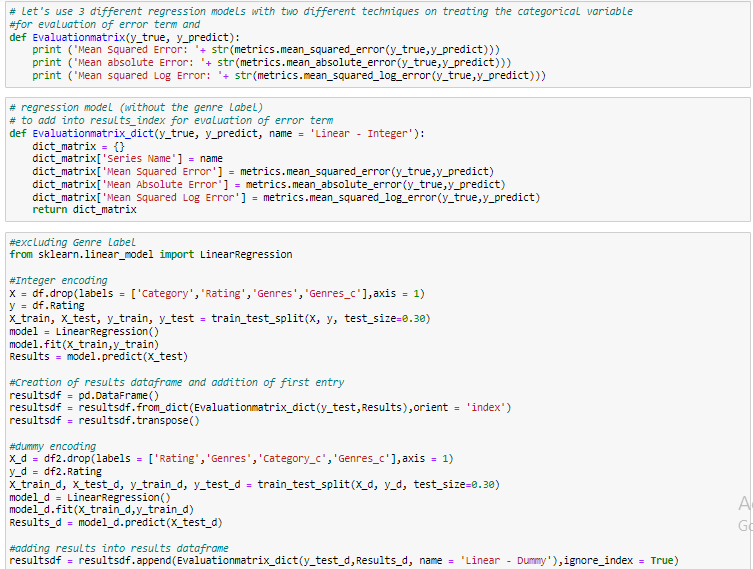 # Let's use 3 different regression models with two different techniques on treating the categorical variable
#for evaluation of error term and
def Evaluationmatrix(y_true, y_predict):
    print ('Mean Squared Error: '+ str(metrics.mean_squared_error(y_true,y_predict)))
    print ('Mean absolute Error: '+ str(metrics.mean_absolute_error(y_true,y_predict)))
    print ('Mean squared Log Error: '+ str(metrics.mean_squared_log_error(y_true,y_predict)))
# regression model (without the genre label)
# to add into results_index for evaluation of error term
def Evaluationmatrix_dict(y_true, y_predict, name = 'Linear - Integer'):
    dict_matrix = {}
    dict_matrix['Series Name'] = name
    dict_matrix['Mean Squared Error'] = metrics.mean_squared_error(y_true,y_predict)
    dict_matrix['Mean Absolute Error'] = metrics.mean_absolute_error(y_true,y_predict)
    dict_matrix['Mean Squared Log Error'] = metrics.mean_squared_log_error(y_true,y_predict)
    return dict_matrix
#excluding Genre label
from sklearn.linear_model import LinearRegression
#Integer encoding
X = df.drop(labels = ['Category','Rating','Genres','Genres_c'],axis = 1)
y = df.Rating
X_train, X_test, y_train, y_test = train_test_split(X, y, test_size=0.30)
model = LinearRegression()
model.fit(X_train,y_train)
Results = model.predict(X_test)
#Creation of results dataframe and addition of first entry
resultsdf = pd.DataFrame()
resultsdf = resultsdf.from_dict(Evaluationmatrix_dict(y_test,Results),orient = 'index')
resultsdf = resultsdf.transpose()
#dummy encoding
X_d = df2.drop(labels = ['Rating','Genres','Category_c','Genres_c'],axis = 1)
y_d = df2.Rating
X_train_d, X_test_d, y_train_d, y_test_d = train_test_split(X_d, y_d, test_size=0.30)
model_d = LinearRegression()
model_d.fit(X_train_d,y_train_d)
Results_d = model_d.predict(X_test_d)
#adding results into results dataframe
resultsdf = resultsdf.append(Evaluationmatrix_dict(y_test_d,Results_d, name = 'Linear - Dummy'),ignore_index = True)